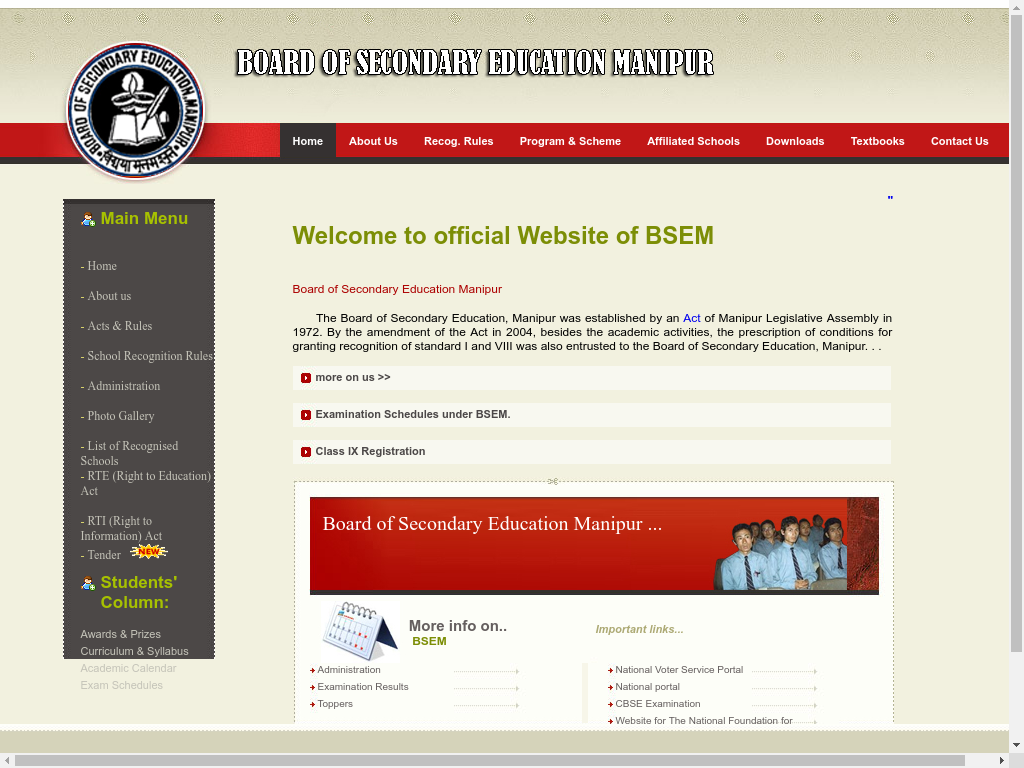 BOARD OF SECONDARY EDUCATION MANIPUR
BOARD OF SECONDARY EDUCATION, MANIPUR
Home About Us Recog. Rules Program & Scheme Affiliated Schools Downloads Textbooks Contact Us
"
Main Menu
- Home
- About us
- Acts & Rules
- School Recognition Rules
- Administration
- Photo Gallery
- List of Recognised
Schools
- RTE (Right to Education)
Act
- RTI (Right to
Information) Act
- Tender NEW
Students'
Column:
Awards & Prizes
Curriculum & Syllabus
Academic Calendar
Exam Schedules
Welcome to official Website of BSEM
Board of Secondary Education Manipur
The Board of Secondary Education, Manipur was established by an Act of Manipur Legislative Assembly in
1972. By the amendment of the Act in 2004, besides the academic activities, the prescription of conditions for
granting recognition of standard I and VIII was also entrusted to the Board of Secondary Education, Manipur. . .
more on us >>
Examination Schedules under BSEM.
Class IX Registration
Board of Secondary Education Manipur ...
More info on..
BSEM
Administration
Examination Results
Toppers
Important links...
National Voter Service Portal
National portal
CBSE Examination
Website for The National Foundation for